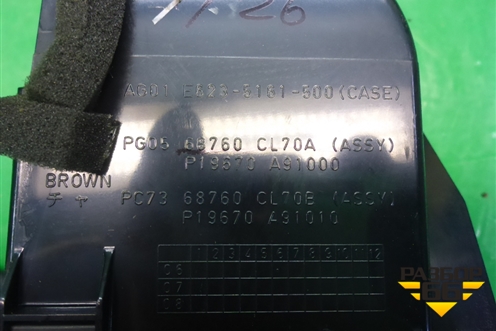 26
(CASE)
PG05 68760 CL70A (ASSY)
P19670 A91000
BROWN
チャ PC73 68760 CL70B (ASSY)
P19670 A91010
1 2 3 4 5 6 7 8 9 10 11 12
06
07
08